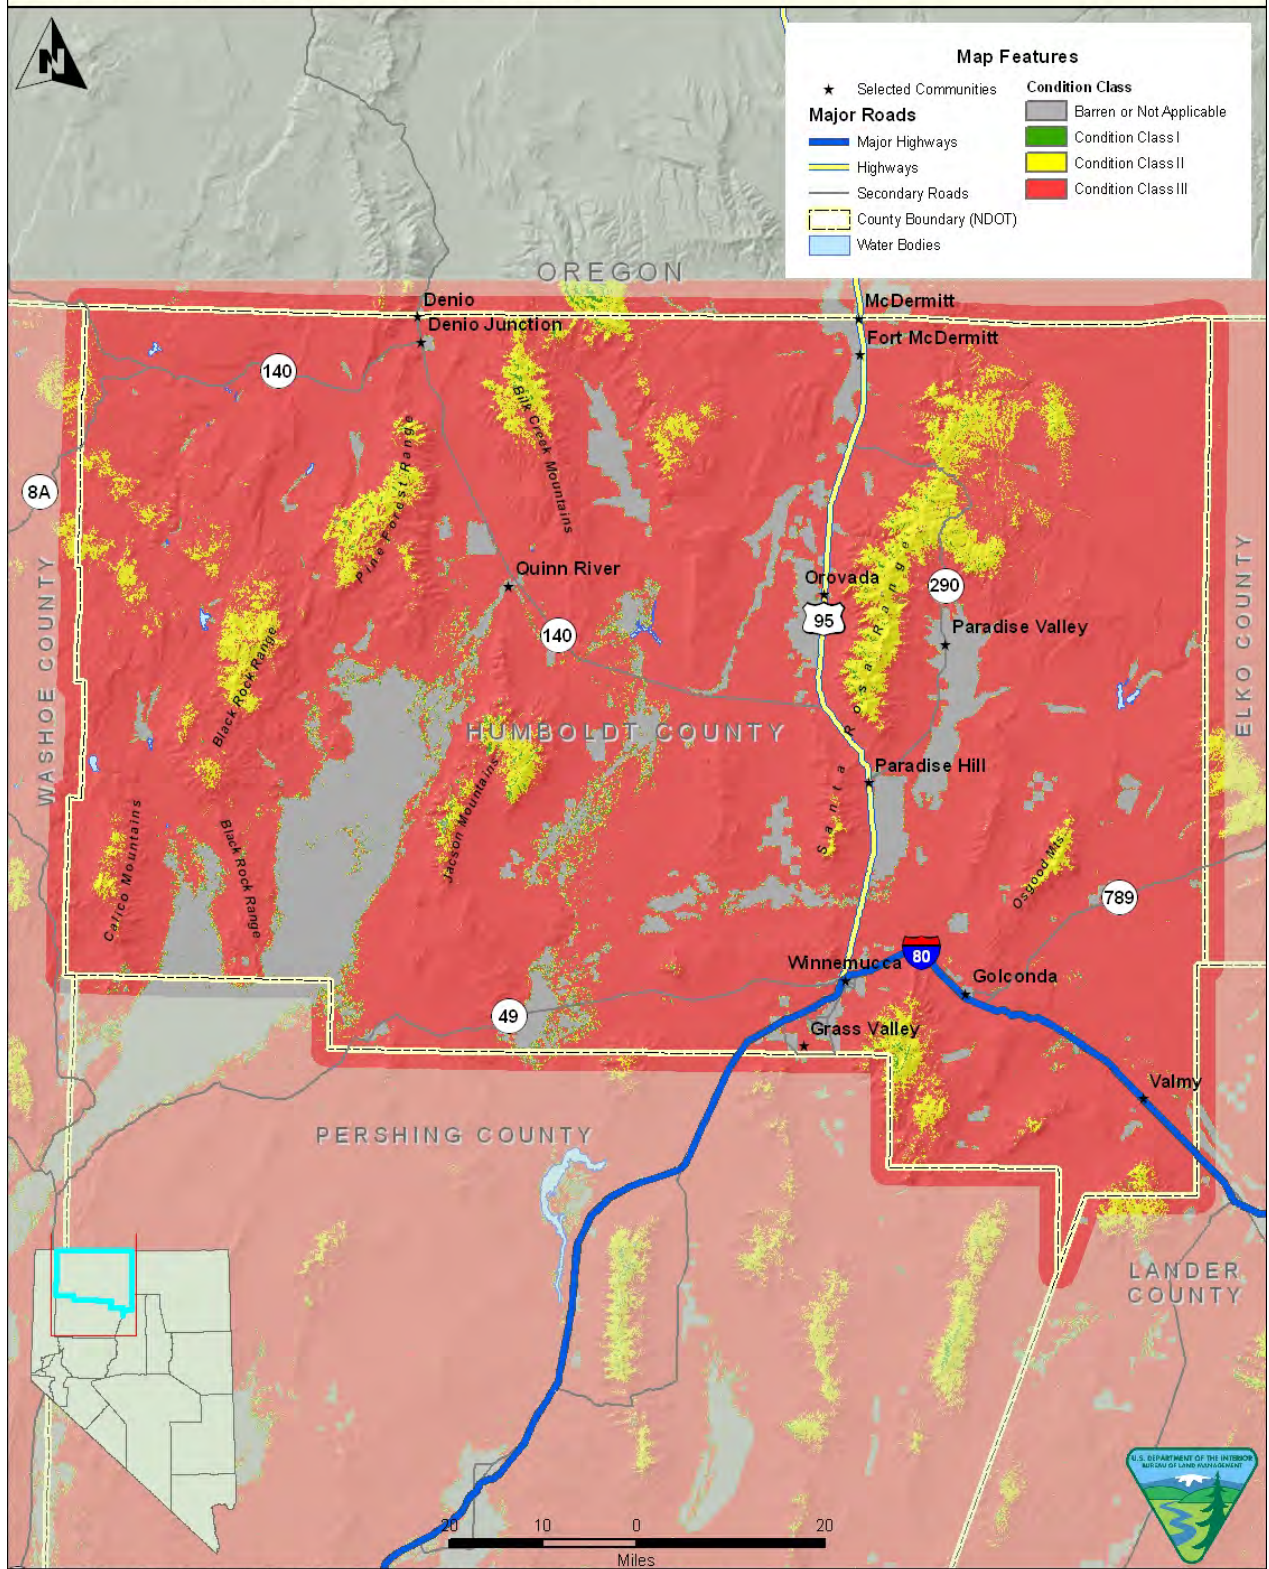 N
Map Features
Selected Communities
Major Roads
Major Highways
Highways
Secondary Roads
County Boundary (NDOT)
Water Bodies
Condition Class
Barren or Not Applicable
Condition Class I
Condition Class II
Condition Class III
OREGON
Denio
McDermitt
Denio Junction
Fort McDermitt
140
Bilk Creek Mountains
Pine Forest Range
8A
WASHOE COUNTY
ELKO COUNTY
Quinn River
Orovada
290
95
140
Paradise Valley
Santa Rosa Range
Black Rock Range
HUMBOLDT COUNTY
Paradise Hill
Jacson Mountains
Calico Mountains
Black Rock Range
Osgood Mts.
789
Winnemucca
80
Golconda
49
Grass Valley
Valmy
PERSHING COUNTY
LANDER
COUNTY
20 10 0 20
Miles
U.S. DEPARTMENT OF THE INTERIOR
BUREAU OF LAND MANAGEMENT